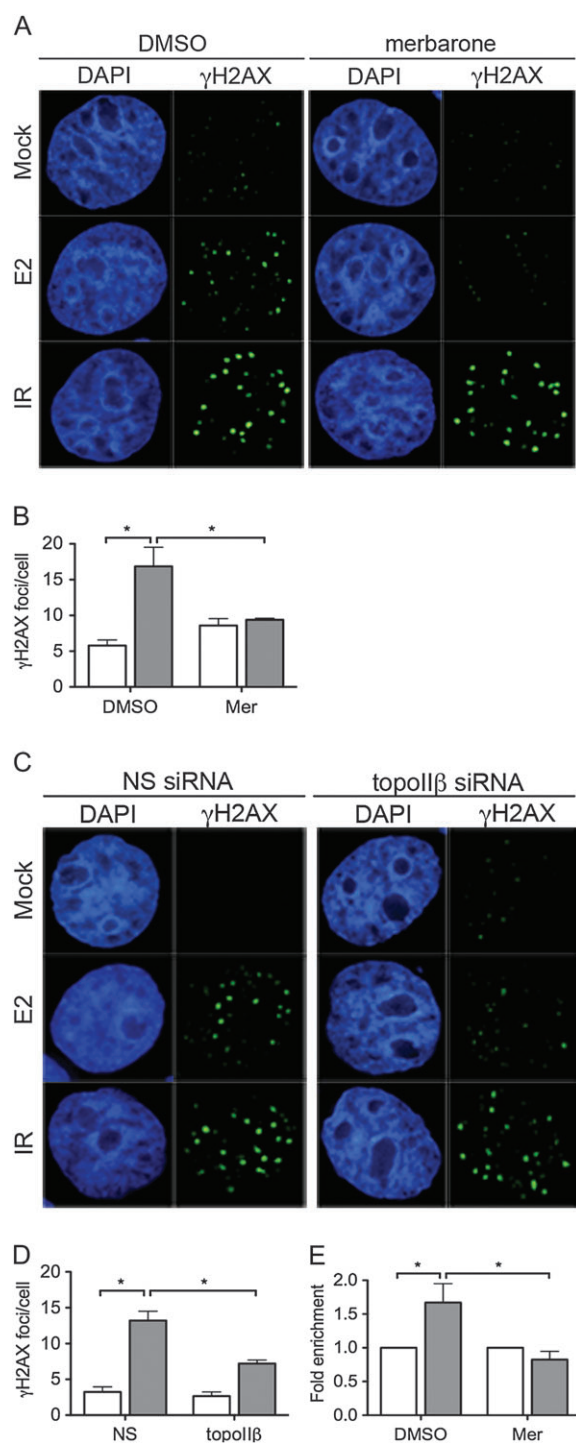 A
DMSO merbarone
DAPI γH2AX DAPI γH2AX
Mock
E2
IR
B
γH2AX foci/cell
20
15
10
5
0
* *
DMSO Mer
C
NS siRNA topoIIβ siRNA
DAPI γH2AX DAPI γH2AX
Mock
E2
IR
D
γH2AX foci/cell
20
15
10
5
0
* *
NS topoIIβ
E
Fold enrichment
2.0
1.5
1.0
0.5
0
* *
DMSO Mer